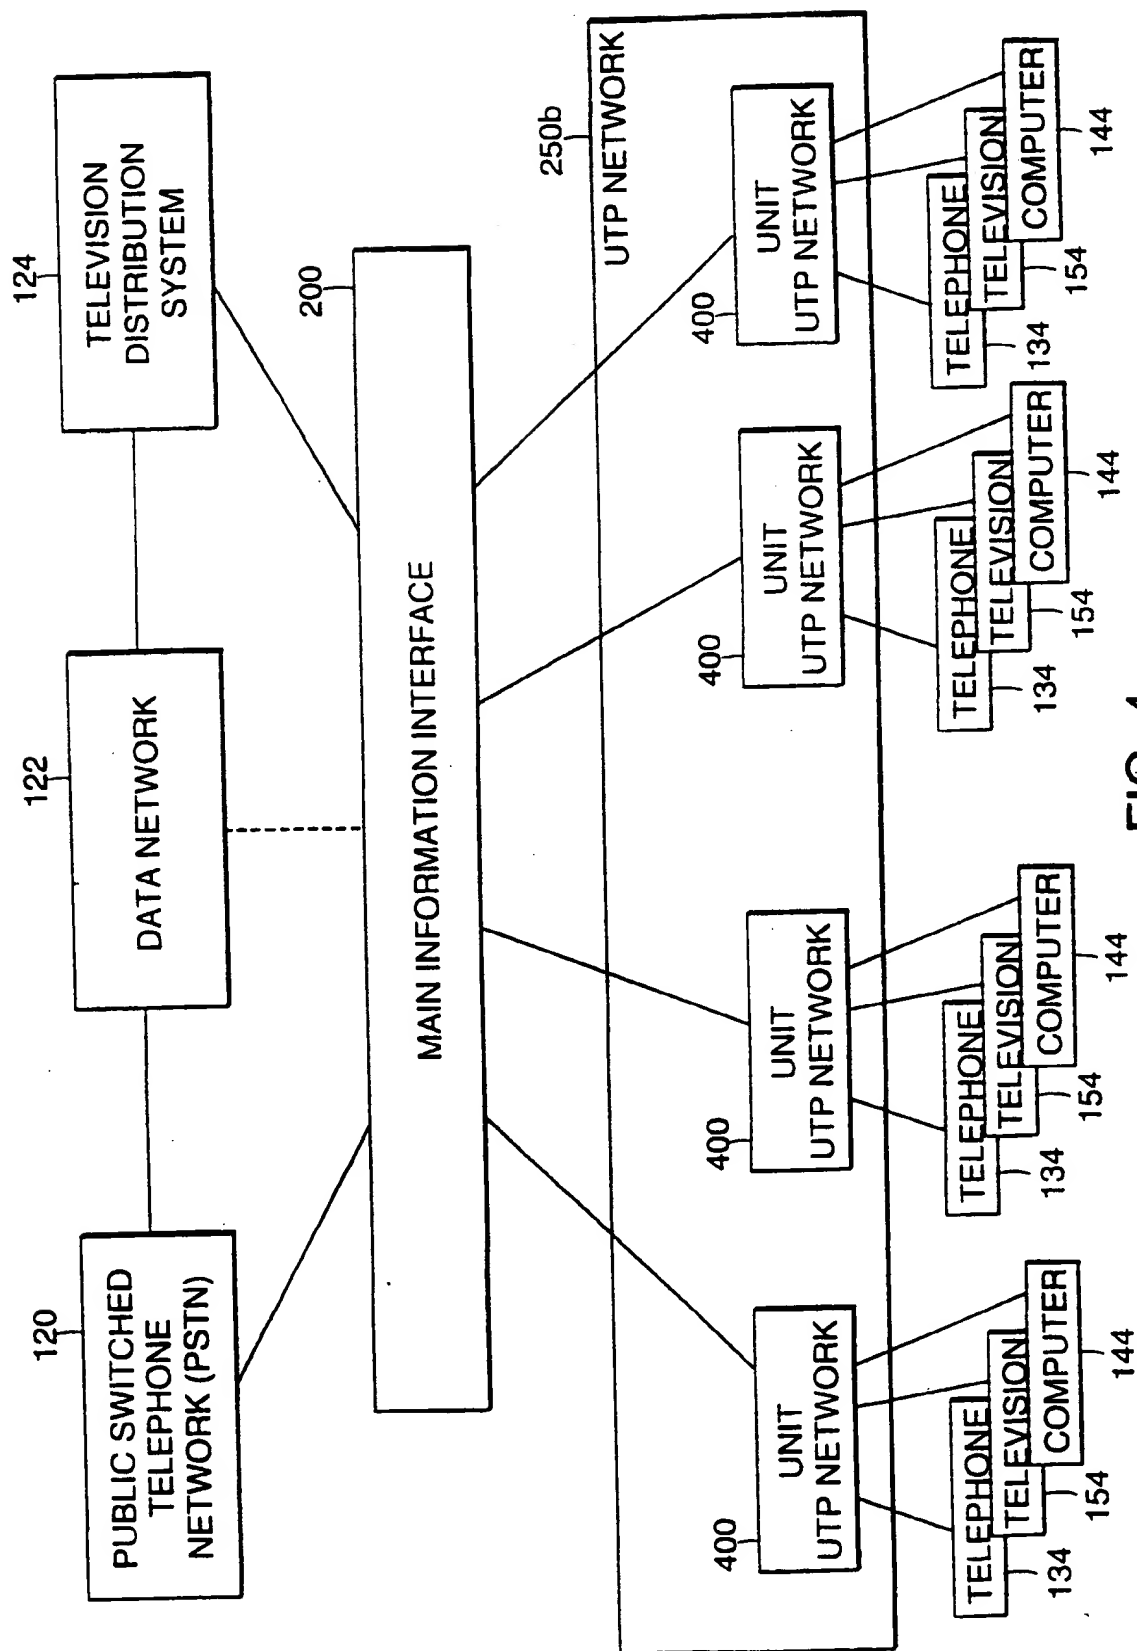 120
PUBLIC SWITCHED
TELEPHONE
NETWORK (PSTN)
122
DATA NETWORK
124
TELEVISION
DISTRIBUTION
SYSTEM
200
MAIN INFORMATION INTERFACE
250b
UTP NETWORK
400
UNIT
UTP NETWORK
400
UNIT
UTP NETWORK
400
UNIT
UTP NETWORK
400
UNIT
UTP NETWORK
TELEPHONE
TELEVISION
COMPUTER
134
154
144
TELEPHONE
TELEVISION
COMPUTER
134
154
144
TELEPHONE
TELEVISION
COMPUTER
134
154
144
TELEPHONE
TELEVISION
COMPUTER
134
154
144